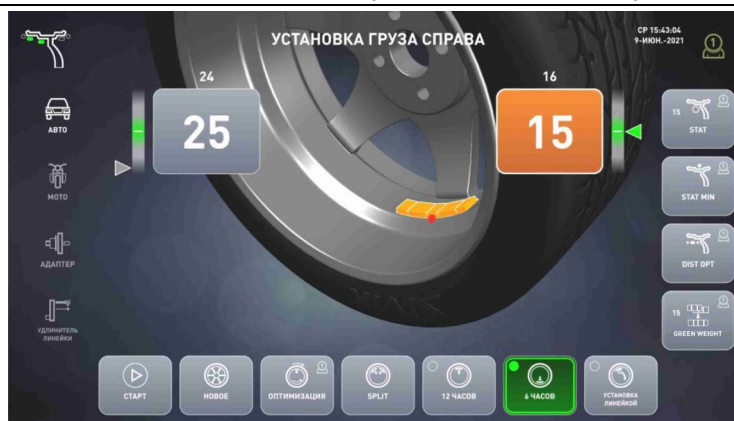 УСТАНОВКА ГРУЗА СПРАВА
СР 15:43:04
9-ИЮН.-2021
1
24
25
16
15
АВТО
МОТО
АДАПТЕР
УДЛИНИТЕЛЬ
ЛИНЕЙКИ
15
STAT
STAT MIN
DIST OPT
15
GREEN WEIGHT
SIVIK
СТАРТ
НОВОЕ
ОПТИМИЗАЦИЯ
SPLIT
12 ЧАСОВ
6 ЧАСОВ
УСТАНОВКА
ЛИНЕЙКОЙ